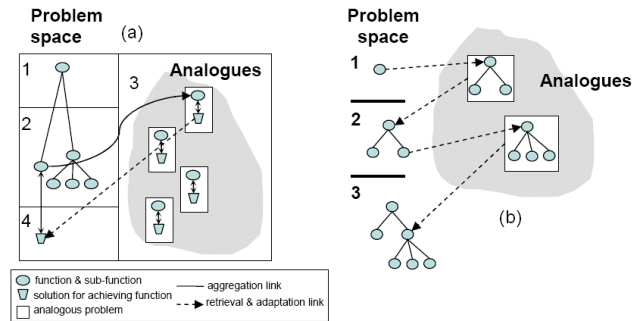 Problem
space
(a)
1
2
3
4
Analogues
Problem
space
1
2
3
Analogues
(b)
function & sub-function
solution for achieving function
analogous problem
aggregation link
retrieval & adaptation link